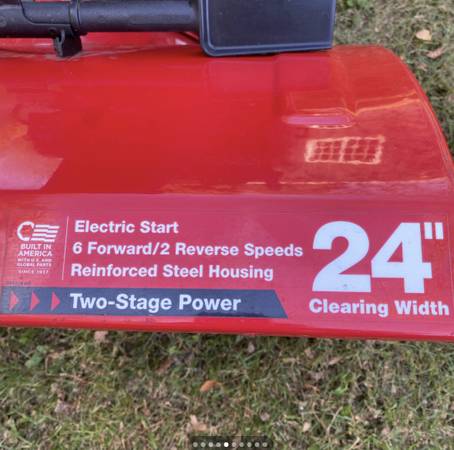 BUILT IN
AMERICA
WITH U.S. AND
GLOBAL PARTS
SINCE 1927
Electric Start
6 Forward/2 Reverse Speeds
Reinforced Steel Housing
Two-Stage Power
24"
Clearing Width